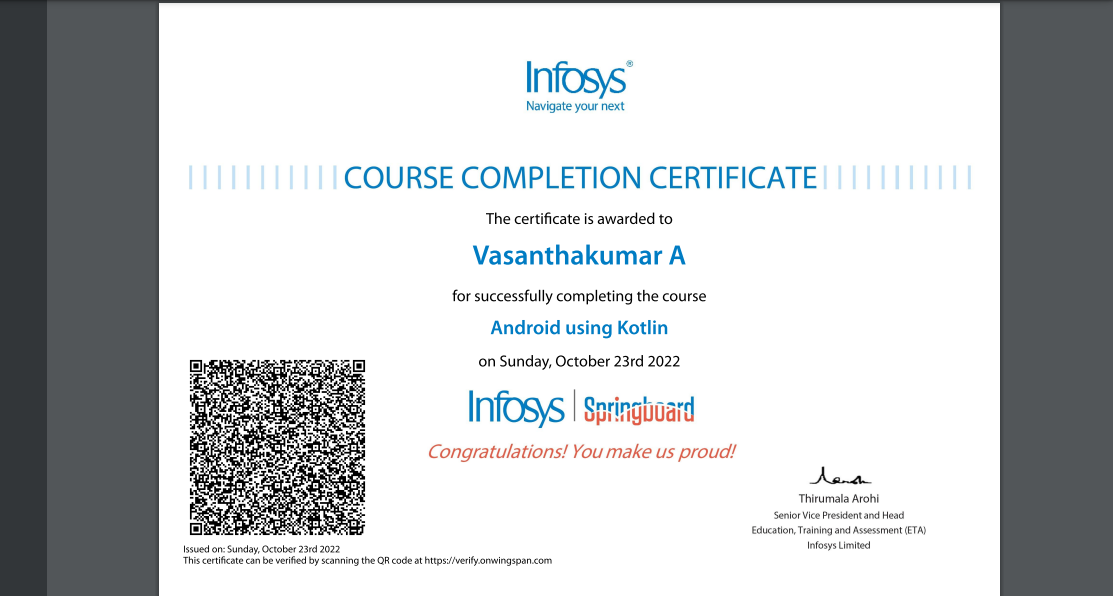 Infosys®
Navigate your next
COURSE COMPLETION CERTIFICATE
The certificate is awarded to
Vasanthakumar A
for successfully completing the course
Android using Kotlin
on Sunday, October 23rd 2022
Infosys | Springboard
Congratulations! You make us proud!
Thirumala Arohi
Senior Vice President and Head
Education, Training and Assessment (ETA)
Infosys Limited
Issued on: Sunday, October 23rd 2022
This certificate can be verified by scanning the QR code at https://verify.onwingspan.com